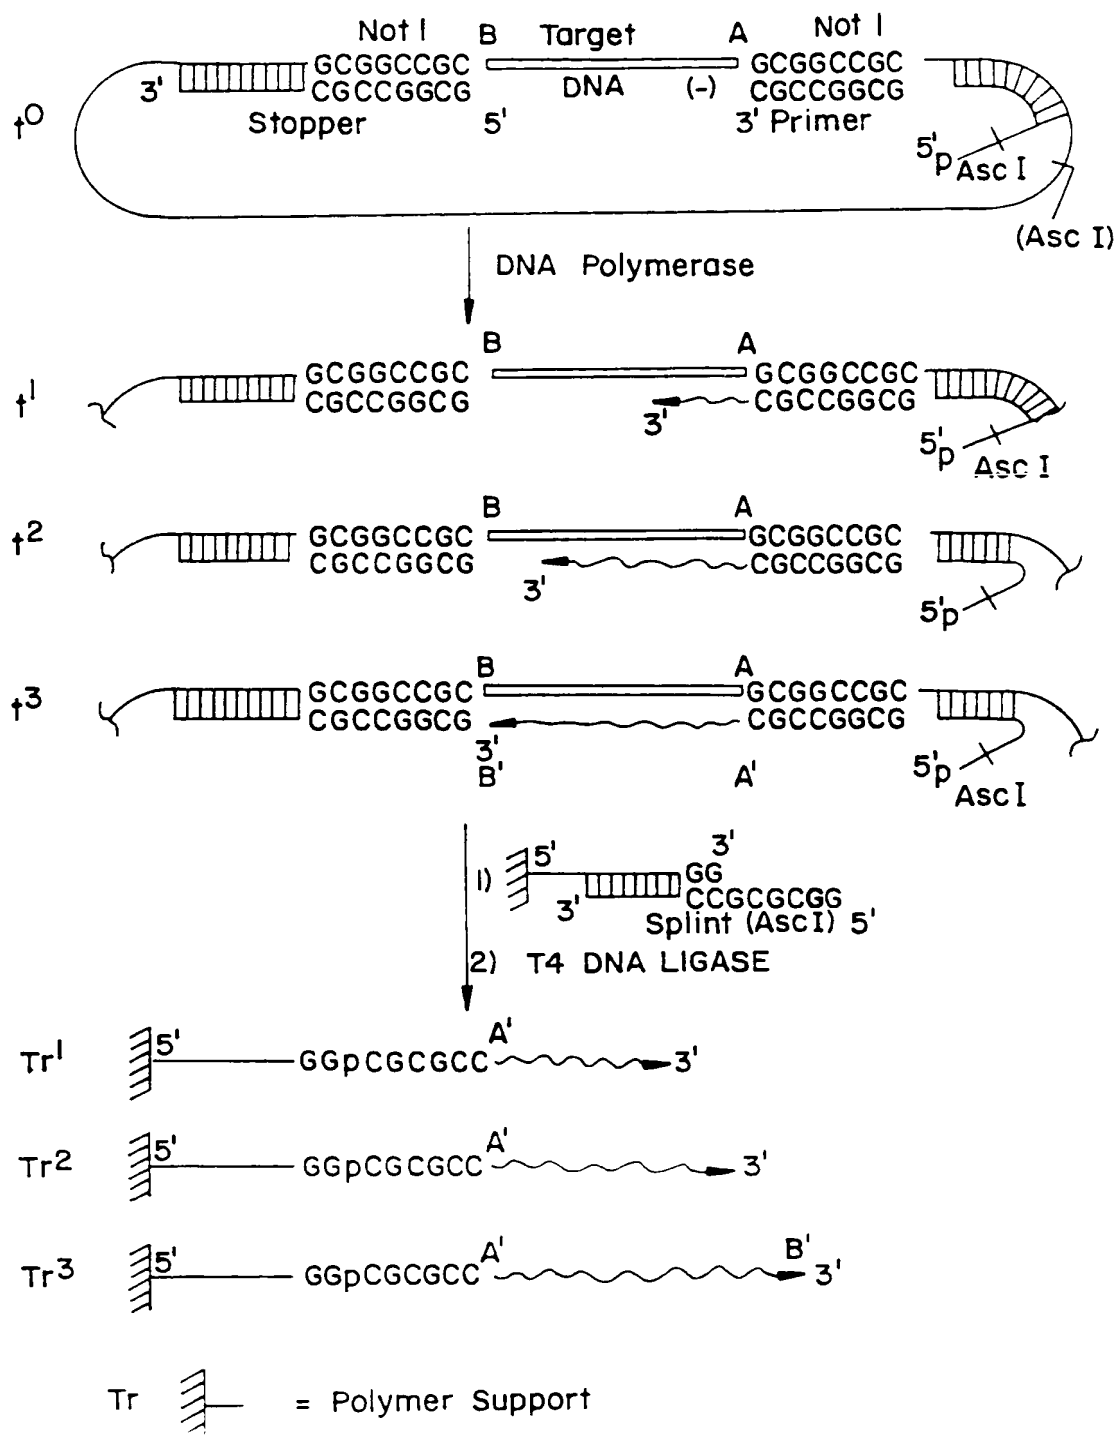 Not I B Target A Not I
GCGGCCGC GCGGCCGC
3' CGCCGGCG DNA (-) CGCCGGCG
t0 Stopper 5' 3' Primer
5'p Asc I
(Asc I)
DNA Polymerase
B A
GCGGCCGC GCGGCCGC
t1 CGCCGGCG 3' CGCCGGCG
5'p Asc I
B A
t2 GCGGCCGC GCGGCCGC
CGCCGGCG 3' CGCCGGCG
5'p
B A
t3 GCGGCCGC GCGGCCGC
CGCCGGCG CGCCGGCG
3'
B' A' 5'p Asc I
3'
1) 5' GG
3' CCGCGCGG
Splint (Asc I) 5'
2) T4 DNA LIGASE
A'
Tr1 5' GGpCGCGCC 3'
A'
Tr2 5' GGpCGCGCC 3'
A' B'
Tr3 5' GGpCGCGCC 3'
Tr = Polymer Support